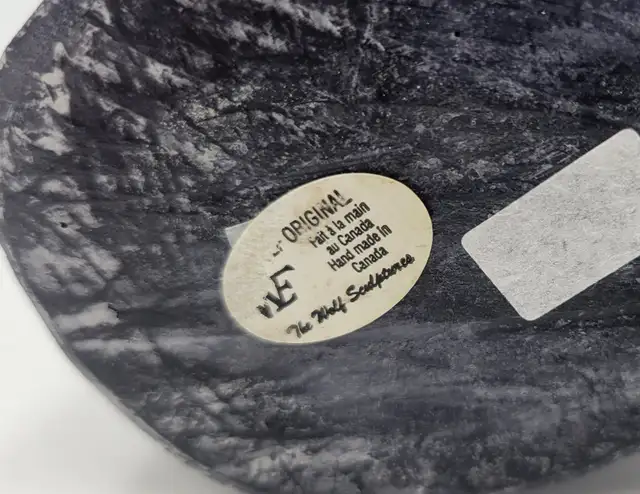 ORIGINAL
Fait à la main
au Canada
Hand made in
Canada
The Wolf Sculptures